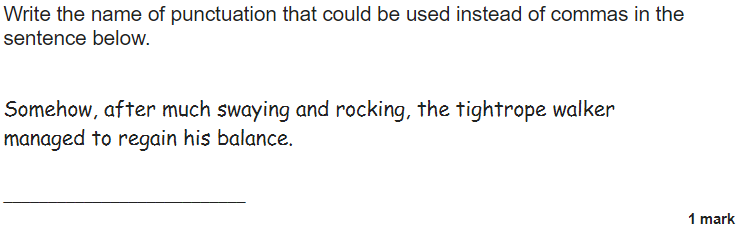 Write the name of punctuation that could be used instead of commas in the
sentence below.
Somehow, after much swaying and rocking, the tightrope walker
managed to regain his balance.
1 mark